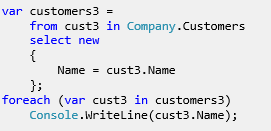 var customers3 =
    from cust3 in Company.Customers
    select new
    {
        Name = cust3.Name
    };
foreach (var cust3 in customers3)
    Console.WriteLine(cust3.Name);